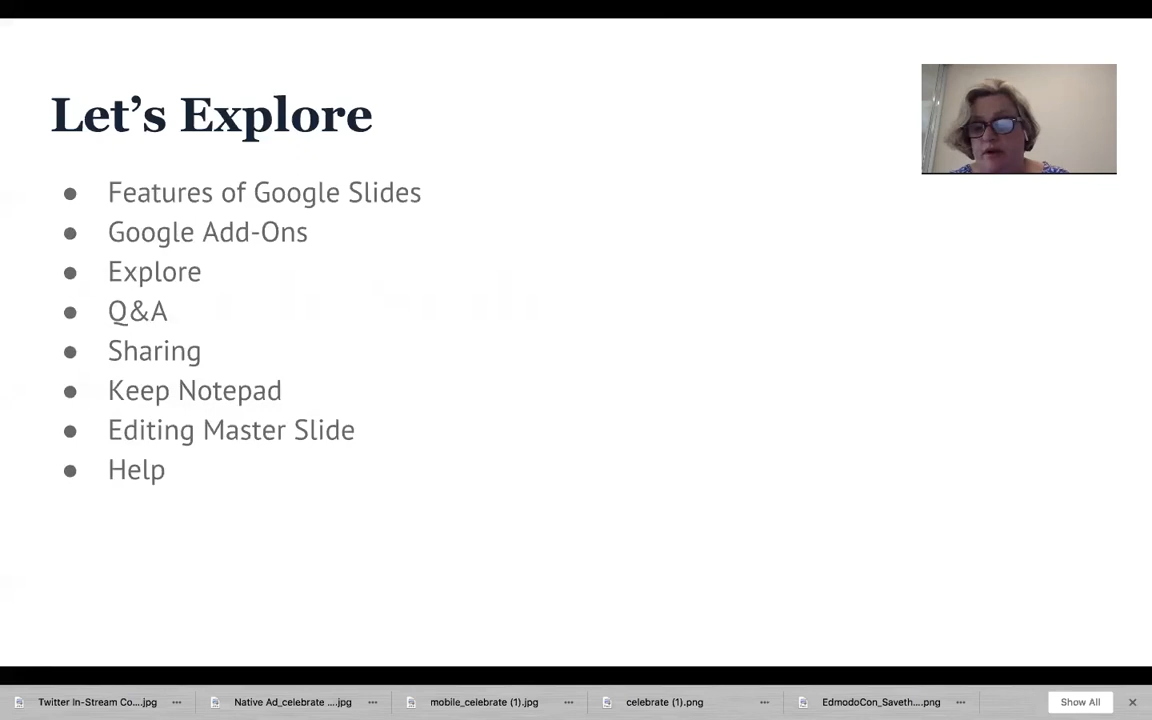 Let’s Explore
● Features of Google Slides
● Google Add-Ons
● Explore
● Q&A
● Sharing
● Keep Notepad
● Editing Master Slide
● Help
Twitter In-Stream Co....jpg ··· Native Ad_celebrate ....jpg ··· mobile_celebrate (1).jpg ··· celebrate (1).png ··· EdmodoCon_Saveth....png ··· Show All ×